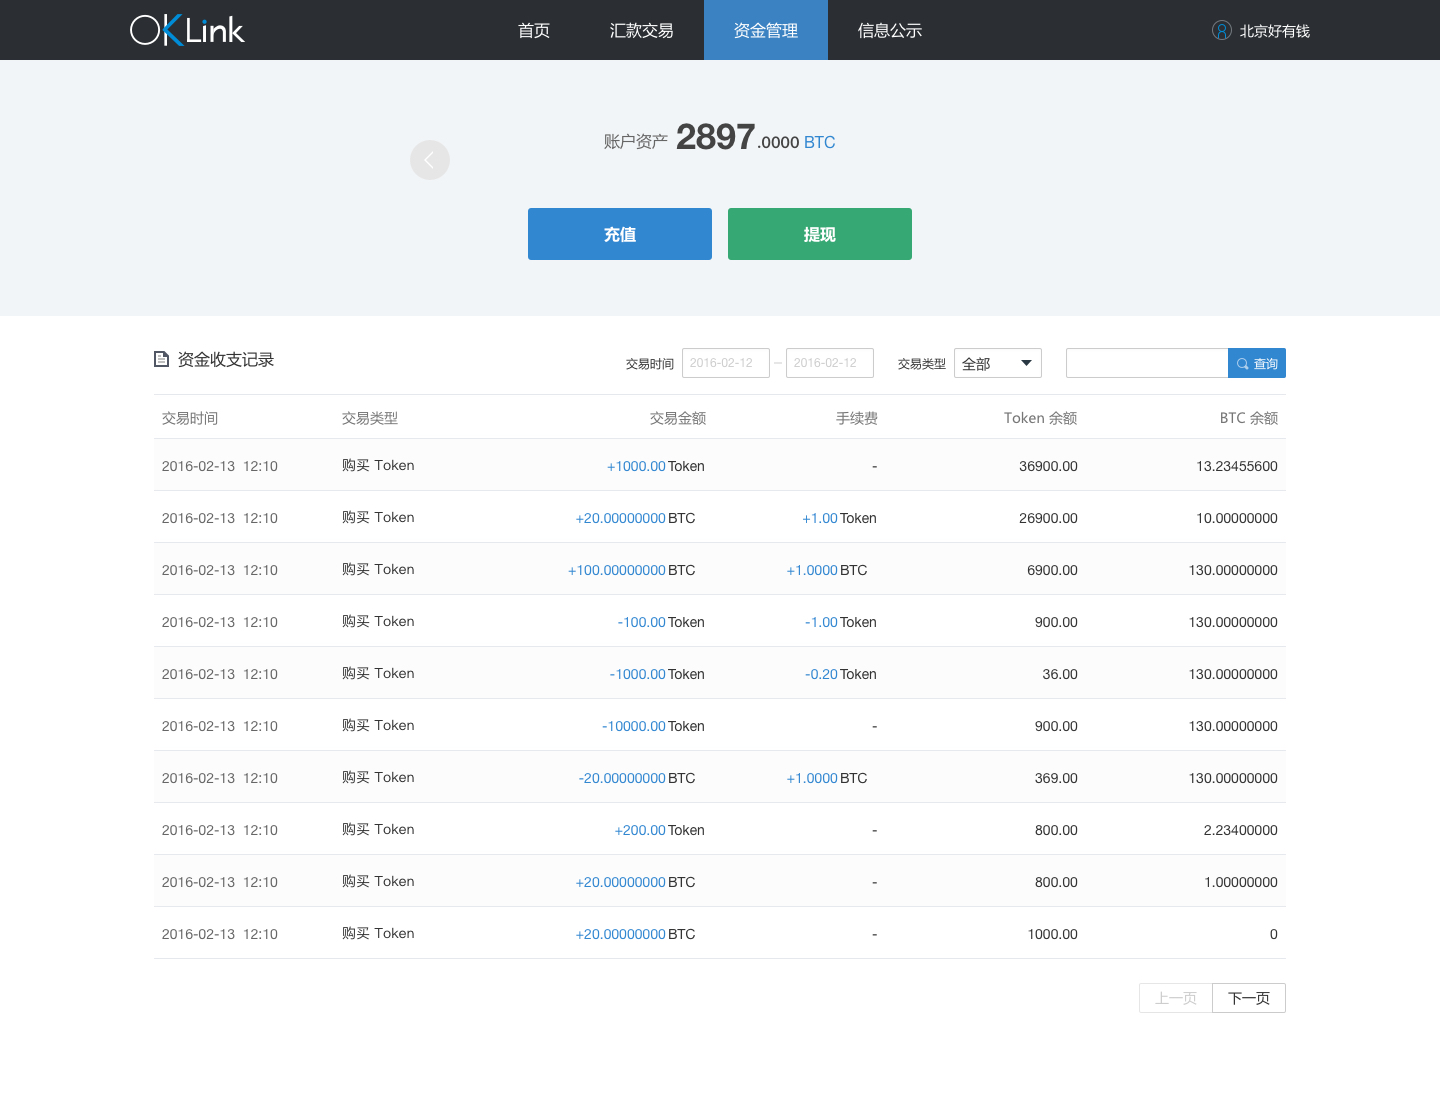 OKLink 首页 汇款交易 资金管理 信息公示 北京好有钱
账户资产 2897.0000 BTC
充值 提现
资金收支记录 交易时间 2016-02-12 – 2016-02-12 交易类型 全部 查询
交易时间 交易类型 交易金额 手续费 Token 余额 BTC 余额
2016-02-13 12:10 购买 Token +1000.00 Token - 36900.00 13.23455600
2016-02-13 12:10 购买 Token +20.00000000 BTC +1.00 Token 26900.00 10.00000000
2016-02-13 12:10 购买 Token +100.00000000 BTC +1.0000 BTC 6900.00 130.00000000
2016-02-13 12:10 购买 Token -100.00 Token -1.00 Token 900.00 130.00000000
2016-02-13 12:10 购买 Token -1000.00 Token -0.20 Token 36.00 130.00000000
2016-02-13 12:10 购买 Token -10000.00 Token - 900.00 130.00000000
2016-02-13 12:10 购买 Token -20.00000000 BTC +1.0000 BTC 369.00 130.00000000
2016-02-13 12:10 购买 Token +200.00 Token - 800.00 2.23400000
2016-02-13 12:10 购买 Token +20.00000000 BTC - 800.00 1.00000000
2016-02-13 12:10 购买 Token +20.00000000 BTC - 1000.00 0
上一页 下一页